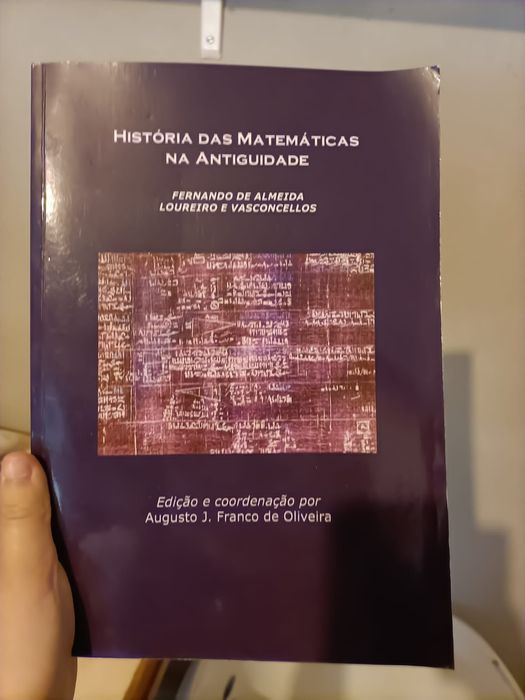 HISTÓRIA DAS MATEMÁTICAS
NA ANTIGUIDADE
FERNANDO DE ALMEIDA
LOUREIRO E VASCONCELLOS
Edição e coordenação por
Augusto J. Franco de Oliveira